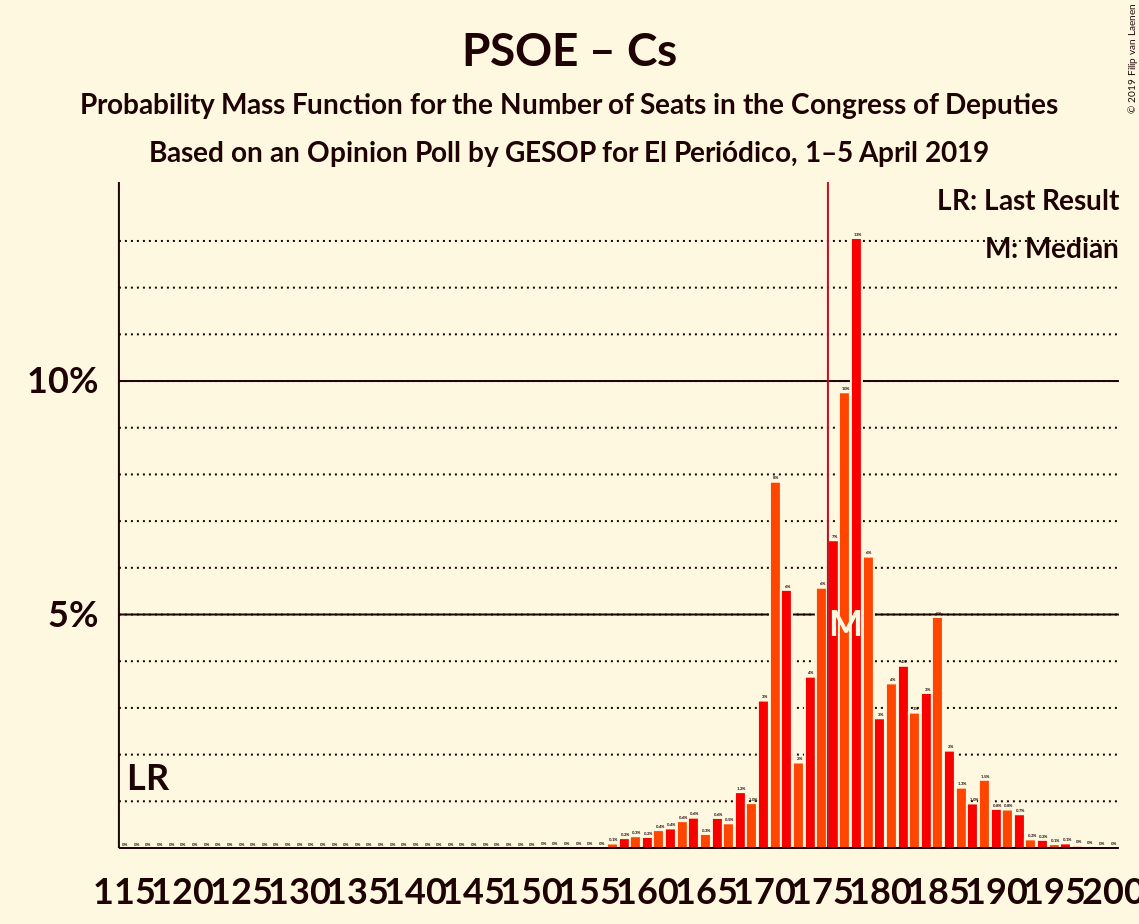 PSOE – Cs
Probability Mass Function for the Number of Seats in the Congress of Deputies
Based on an Opinion Poll by GESOP for El Periódico, 1–5 April 2019
© 2019 Filip van Laenen
LR: Last Result
M: Median
10%
5%
LR
M
115 120 125 130 135 140 145 150 155 160 165 170 175 180 185 190 195 200